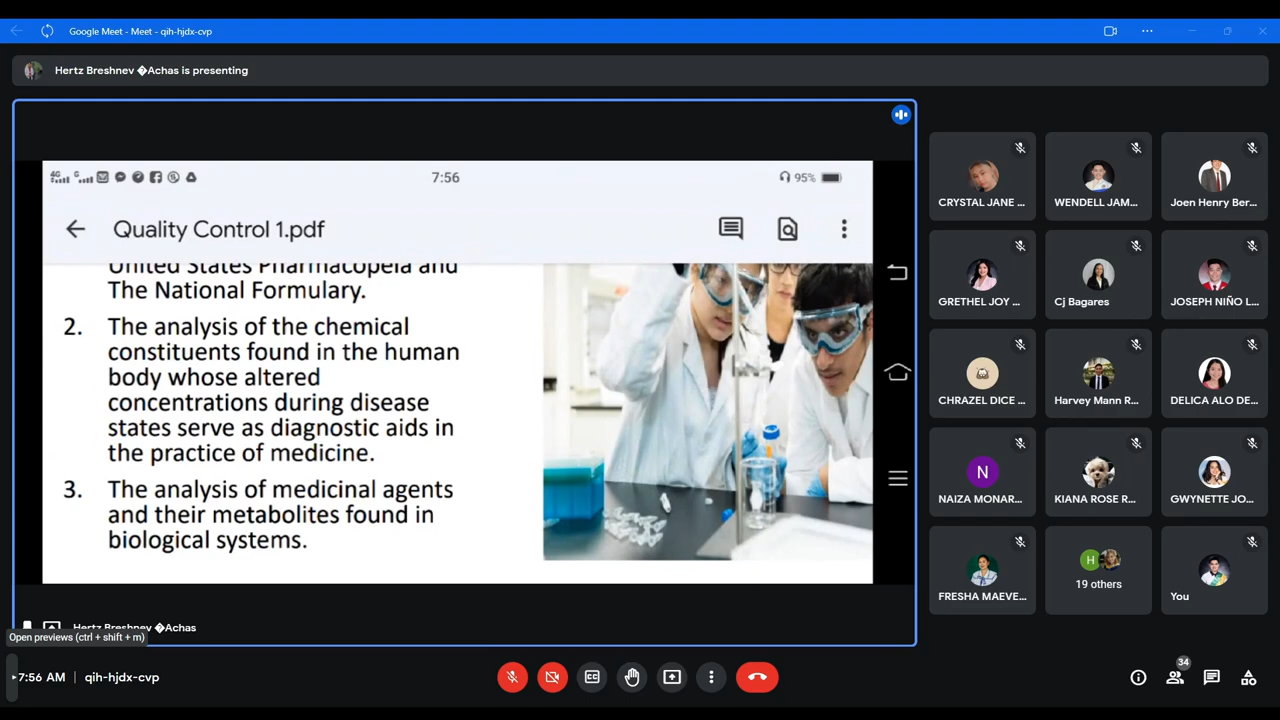 Google Meet - Meet - qih-hjdx-cvp
Hertz Breshnev �Achas is presenting
4G G 7:56 95%
Quality Control 1.pdf
United States Pharmacopeia and
The National Formulary.
2. The analysis of the chemical
constituents found in the human
body whose altered
concentrations during disease
states serve as diagnostic aids in
the practice of medicine.
3. The analysis of medicinal agents
and their metabolites found in
biological systems.
Hertz Breshnev �Achas
Open previews (ctrl + shift + m)
CRYSTAL JANE ...
WENDELL JAM...
Joen Henry Ber...
GRETHEL JOY ...
Cj Bagares
JOSEPH NIÑO L...
CHRAZEL DICE ...
Harvey Mann R...
DELICA ALO DE...
N
NAIZA MONAR...
KIANA ROSE R...
GWYNETTE JO...
FRESHA MAEVE...
H
19 others
You
7:56 AM | qih-hjdx-cvp
34